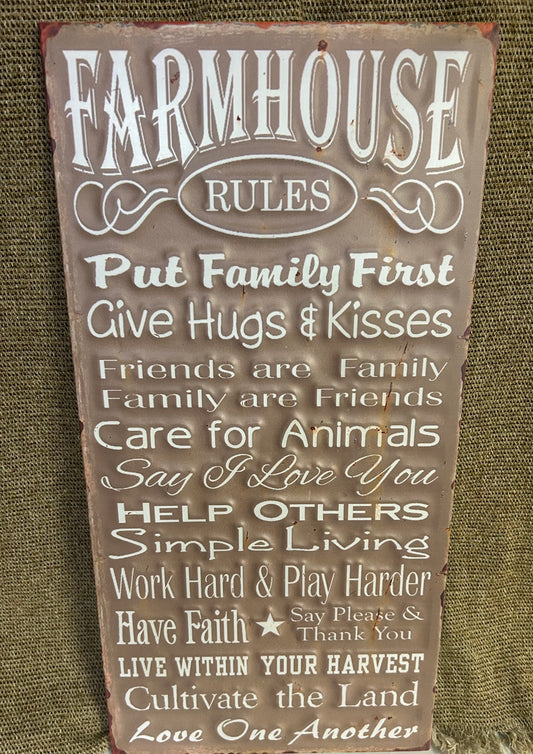 FARMHOUSE
RULES
Put Family First
Give Hugs & Kisses
Friends are Family
Family are Friends
Care for Animals
Say I Love You
HELP OTHERS
Simple Living
Work Hard & Play Harder
Have Faith ★ Say Please &
Thank You
LIVE WITHIN YOUR HARVEST
Cultivate the Land
Love One Another